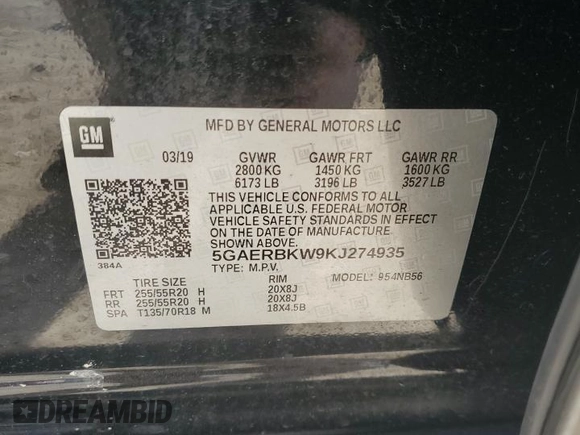 GM
MFD BY GENERAL MOTORS LLC
03/19 GVWR GAWR FRT GAWR RR
2800 KG 1450 KG 1600 KG
6173 LB 3196 LB 3527 LB
THIS VEHICLE CONFORMS TO ALL
APPLICABLE U.S. FEDERAL MOTOR
VEHICLE SAFETY STANDARDS IN EFFECT
ON THE DATE OF MANUFACTURE.
384A 5GAERBKW9KJ274935
TYPE: M.P.V. MODEL: 954NB56
TIRE SIZE RIM
FRT 255/55R20 H 20X8J
RR 255/55R20 H 20X8J
SPA T135/70R18 M 18X4.5B
DREAMBID